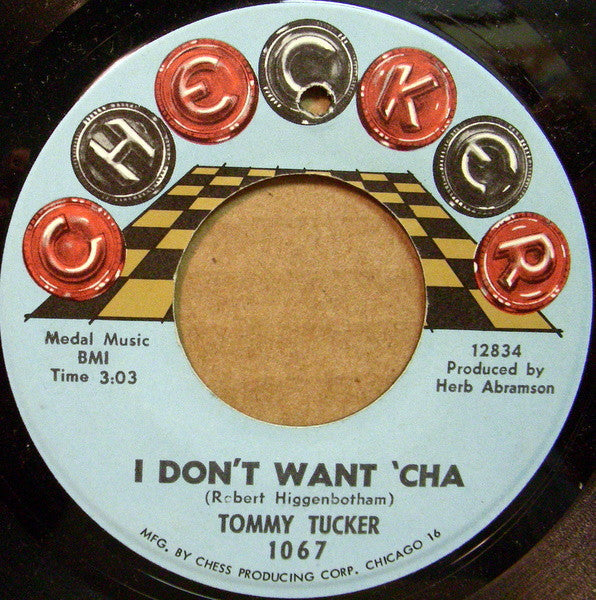 CHECKER
Medal Music
BMI
Time 3:03
12834
Produced by
Herb Abramson
I DON'T WANT 'CHA
(Robert Higgenbotham)
TOMMY TUCKER
1067
MFG. BY CHESS PRODUCING CORP. CHICAGO 16